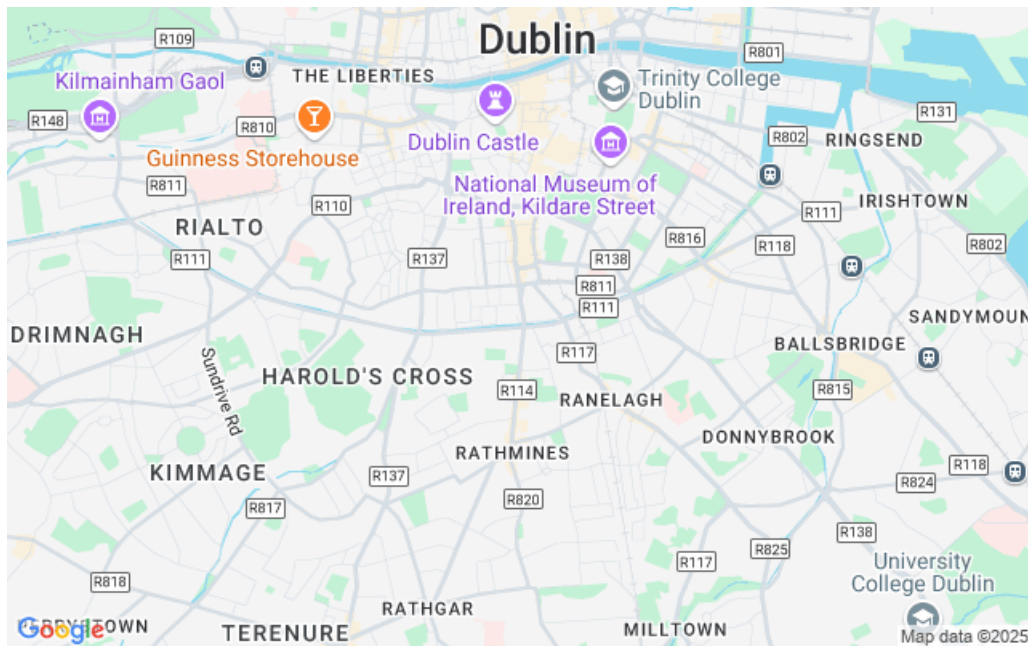 Dublin
R109
R801
Kilmainham Gaol
THE LIBERTIES
Trinity College
Dublin
R148
R810
R131
Dublin Castle
R802
RINGSEND
Guinness Storehouse
R811
National Museum of
Ireland, Kildare Street
R110
R111
IRISHTOWN
RIALTO
R816
R118
R802
R111
R137
R138
R811
R111
SANDYMOUN
DRIMNAGH
BALLSBRIDGE
Sundrive Rd
R117
HAROLD'S CROSS
R114
R815
RANELAGH
DONNYBROOK
RATHMINES
R118
KIMMAGE
R137
R824
R820
R817
R138
R825
R117
University
College Dublin
R818
RATHGAR
Google
TOWN
TERENURE
MILLTOWN
Map data ©2025